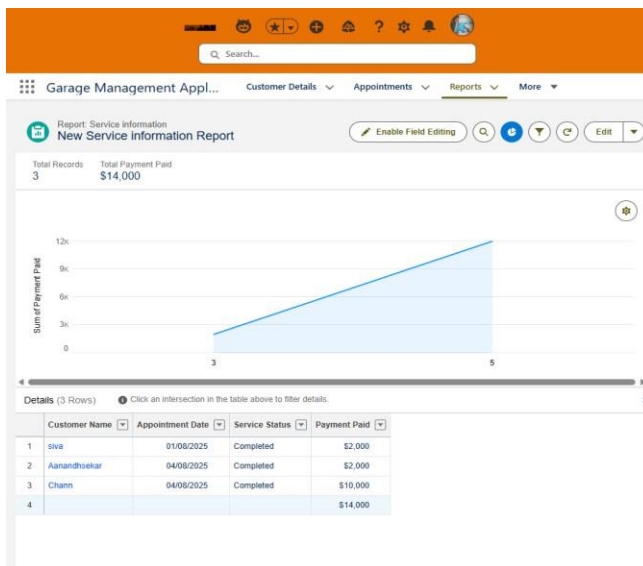 Search...
Garage Management Appl... Customer Details Appointments Reports More
Report: Service information
New Service information Report
Enable Field Editing Edit
Total Records Total Payment Paid
3 $14,000
Sum of Payment Paid
12K
9K
6K
3K
0
3 5
Details (3 Rows) Click an intersection in the table above to filter details.
Customer Name Appointment Date Service Status Payment Paid
1 siva 01/08/2025 Completed $2,000
2 Aanandhsekar 04/08/2025 Completed $2,000
3 Chann 04/08/2025 Completed $10,000
4 $14,000